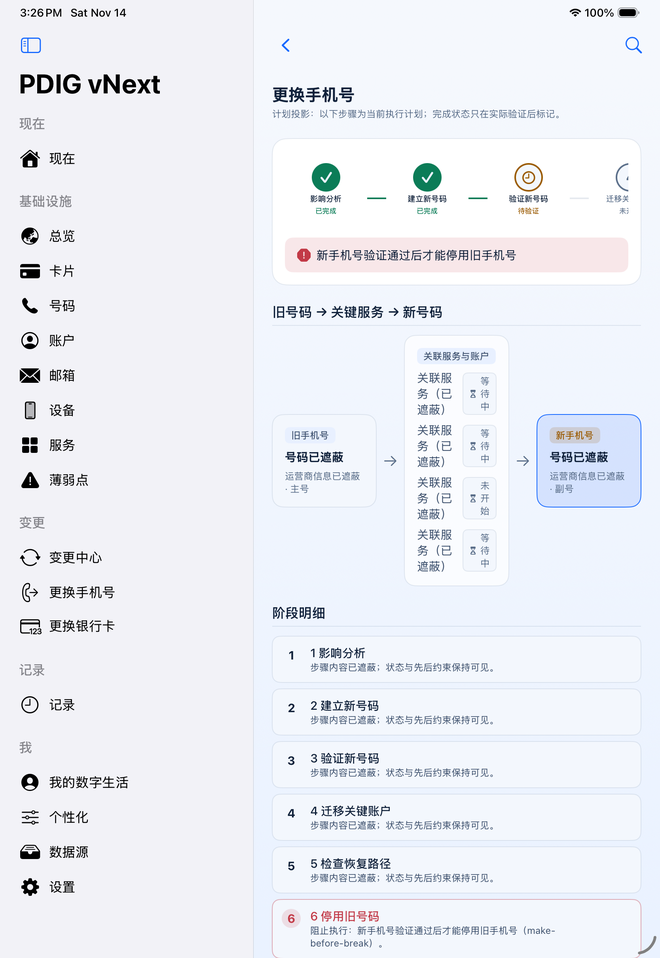 3:26 PM Sat Nov 14
100%
PDIG vNext
现在
现在
基础设施
总览
卡片
号码
账户
邮箱
设备
服务
薄弱点
变更
变更中心
更换手机号
更换银行卡
记录
记录
我
我的数字生活
个性化
数据源
设置
更换手机号
计划投影：以下步骤为当前执行计划；完成状态只在实际验证后标记。
影响分析
已完成
建立新号码
已完成
验证新号码
待验证
迁移关
新手机号验证通过后才能停用旧手机号
旧号码 → 关键服务 → 新号码
旧手机号
号码已遮蔽
运营商信息已遮蔽
· 主号
关联服务与账户
关联服
务（已
遮蔽）
等
待
中
关联服
务（已
遮蔽）
等
待
中
关联服
务（已
遮蔽）
未
开
始
关联服
务（已
遮蔽）
等
待
中
新手机号
号码已遮蔽
运营商信息已遮蔽
· 副号
阶段明细
1
1 影响分析
步骤内容已遮蔽；状态与先后约束保持可见。
2
2 建立新号码
步骤内容已遮蔽；状态与先后约束保持可见。
3
3 验证新号码
步骤内容已遮蔽；状态与先后约束保持可见。
4
4 迁移关键账户
步骤内容已遮蔽；状态与先后约束保持可见。
5
5 检查恢复路径
步骤内容已遮蔽；状态与先后约束保持可见。
6
6 停用旧号码
阻止执行：新手机号验证通过后才能停用旧手机号（make-
before-break）。